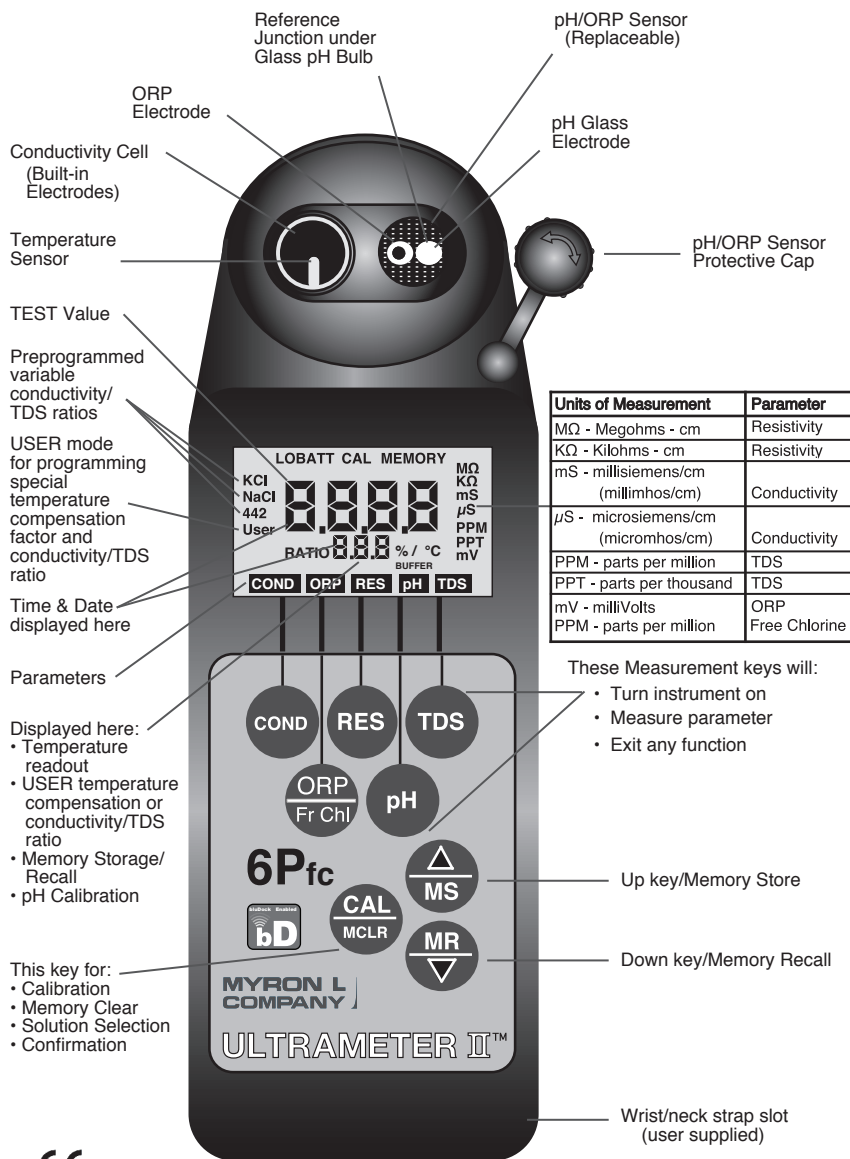 Reference
Junction under
Glass pH Bulb
pH/ORP Sensor
(Replaceable)
ORP
Electrode
pH Glass
Electrode
Conductivity Cell
(Built-in
Electrodes)
Temperature
Sensor
pH/ORP Sensor
Protective Cap
TEST Value
Preprogrammed
variable
conductivity/
TDS ratios
USER mode
for programming
special
temperature
compensation
factor and
conductivity/TDS
ratio
Time & Date
displayed here
Parameters
Displayed here:
• Temperature
readout
• USER temperature
compensation or
conductivity/TDS
ratio
• Memory Storage/
Recall
• pH Calibration
This key for:
• Calibration
• Memory Clear
• Solution Selection
• Confirmation
LOBATT CAL MEMORY
KCl
NaCl
442
User
8.8.8.8
MΩ
KΩ
mS
µS
PPM
PPT
mV
RATIO 8.8.8 % / °C
BUFFER
COND ORP RES pH TDS
COND RES TDS
ORP
Fr Chl
pH
6Pfc
MS
CAL
MCLR
MR
bluDock Enabled
bD
MYRON L
COMPANY
ULTRAMETER II™
Units of Measurement Parameter
MΩ - Megohms - cm Resistivity
KΩ - Kilohms - cm Resistivity
mS - millisiemens/cm
(millimhos/cm) Conductivity
µS - microsiemens/cm
(micromhos/cm) Conductivity
PPM - parts per million TDS
PPT - parts per thousand TDS
mV - milliVolts ORP
PPM - parts per million Free Chlorine
These Measurement keys will:
• Turn instrument on
• Measure parameter
• Exit any function
Up key/Memory Store
Down key/Memory Recall
Wrist/neck strap slot
(user supplied)